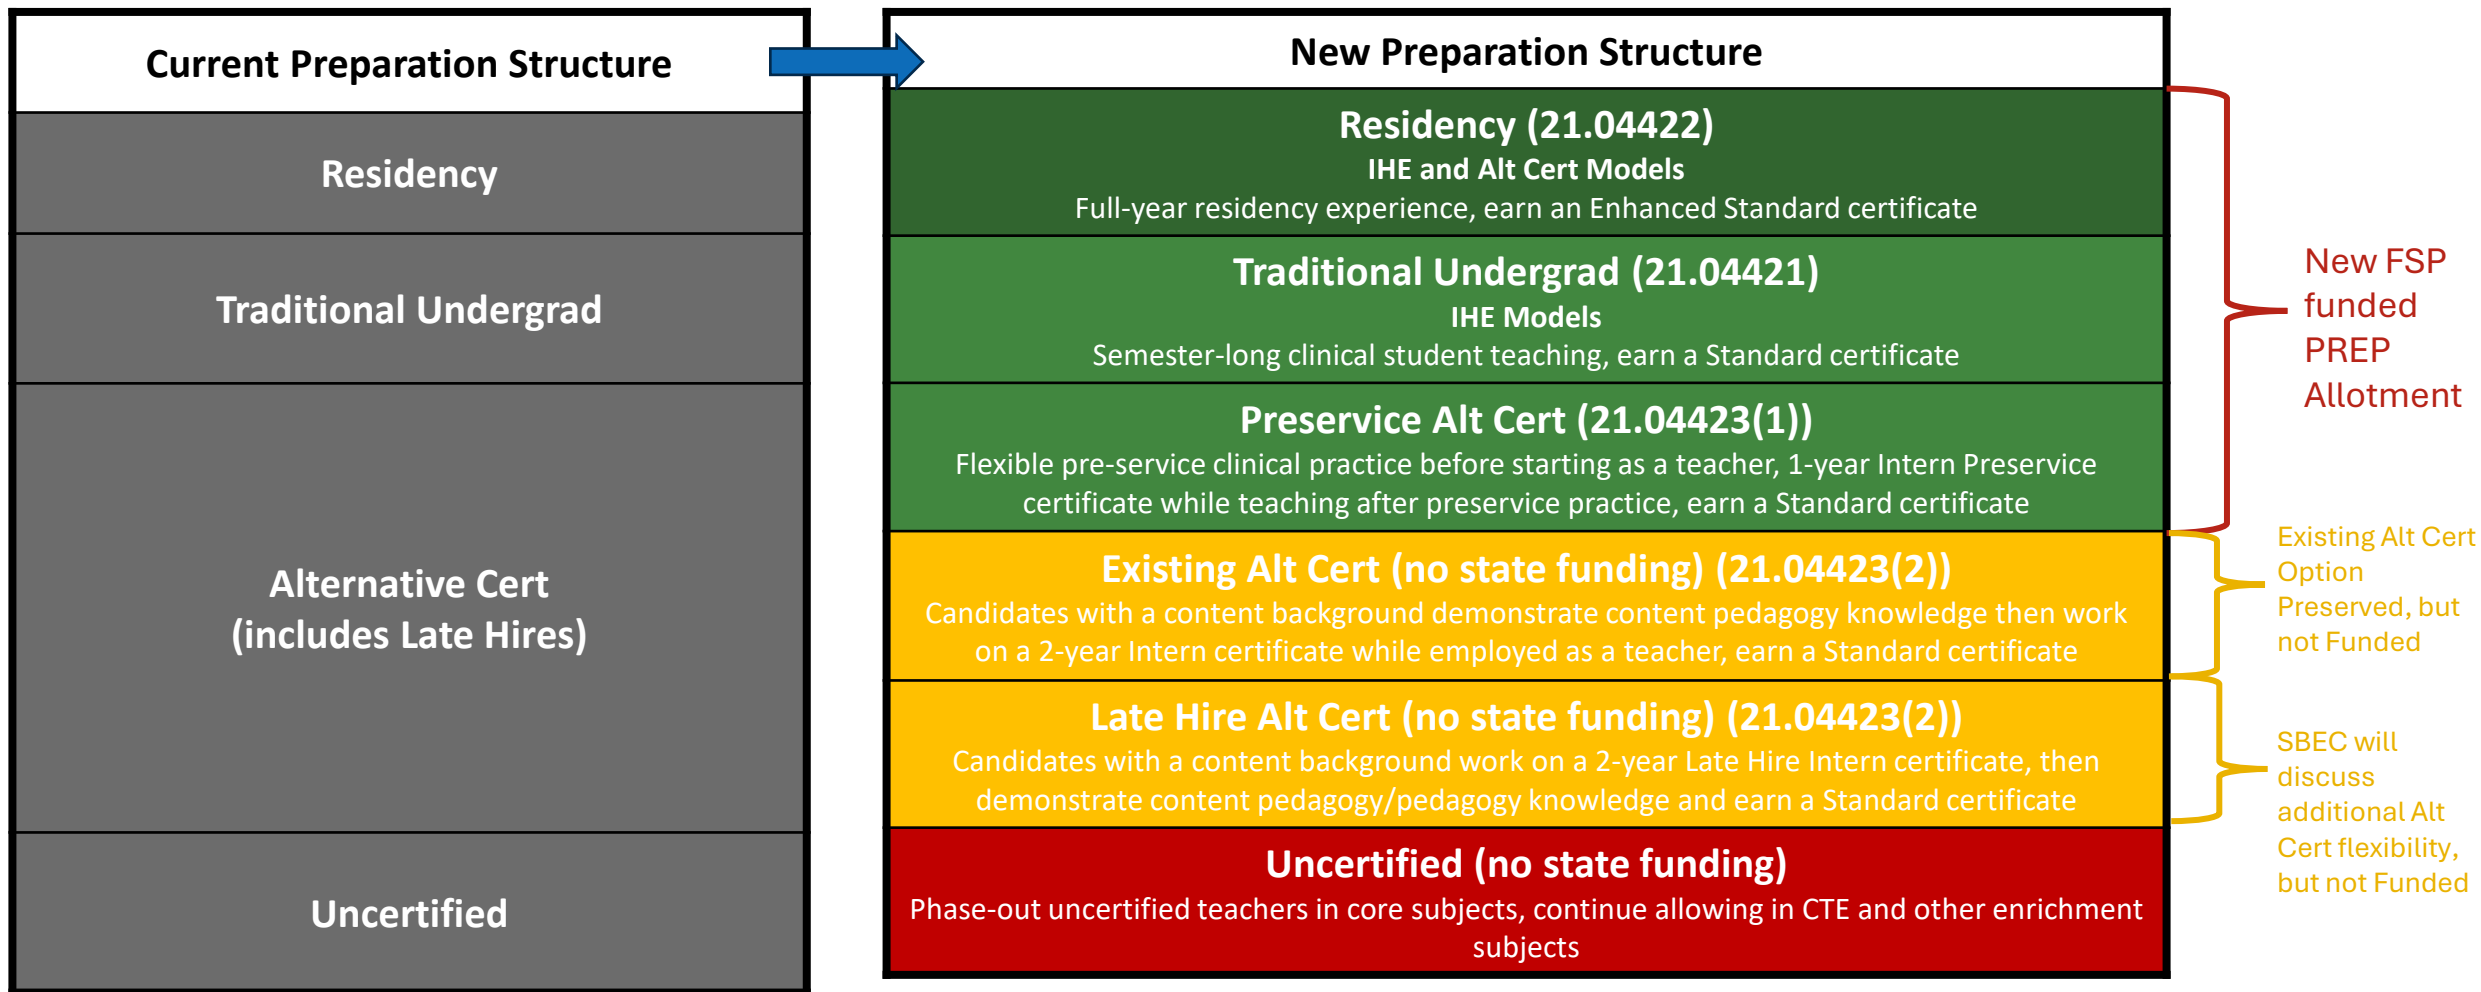 Current Preparation Structure
Residency
Traditional Undergrad
Alternative Cert
(includes Late Hires)
Uncertified
New Preparation Structure
Residency (21.04422)
IHE and Alt Cert Models
Full-year residency experience, earn an Enhanced Standard certificate
Traditional Undergrad (21.04421)
IHE Models
Semester-long clinical student teaching, earn a Standard certificate
Preservice Alt Cert (21.04423(1))
Flexible pre-service clinical practice before starting as a teacher, 1-year Intern Preservice
certificate while teaching after preservice practice, earn a Standard certificate
Existing Alt Cert (no state funding) (21.04423(2))
Candidates with a content background demonstrate content pedagogy knowledge then work
on a 2-year Intern certificate while employed as a teacher, earn a Standard certificate
Late Hire Alt Cert (no state funding) (21.04423(2))
Candidates with a content background work on a 2-year Late Hire Intern certificate, then
demonstrate content pedagogy/pedagogy knowledge and earn a Standard certificate
Uncertified (no state funding)
Phase-out uncertified teachers in core subjects, continue allowing in CTE and other enrichment
subjects
New FSP
funded
PREP
Allotment
Existing Alt Cert
Option
Preserved, but
not Funded
SBEC will
discuss
additional Alt
Cert flexibility,
but not Funded